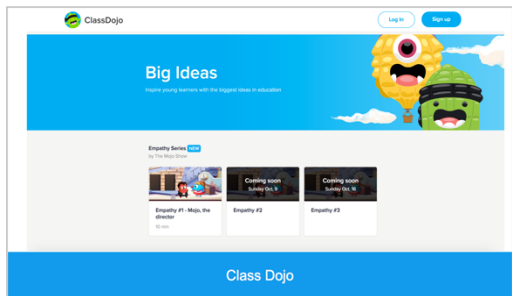 ClassDojo
Log in
Sign up
Big Ideas
Inspire young learners with the biggest ideas in education
Empathy Series NEW
by The Mojo Show
Coming soon
Sunday Oct. 9
Coming soon
Sunday Oct. 16
Empathy #1 - Mojo, the
director
10 min
Empathy #2
Empathy #3
Class Dojo